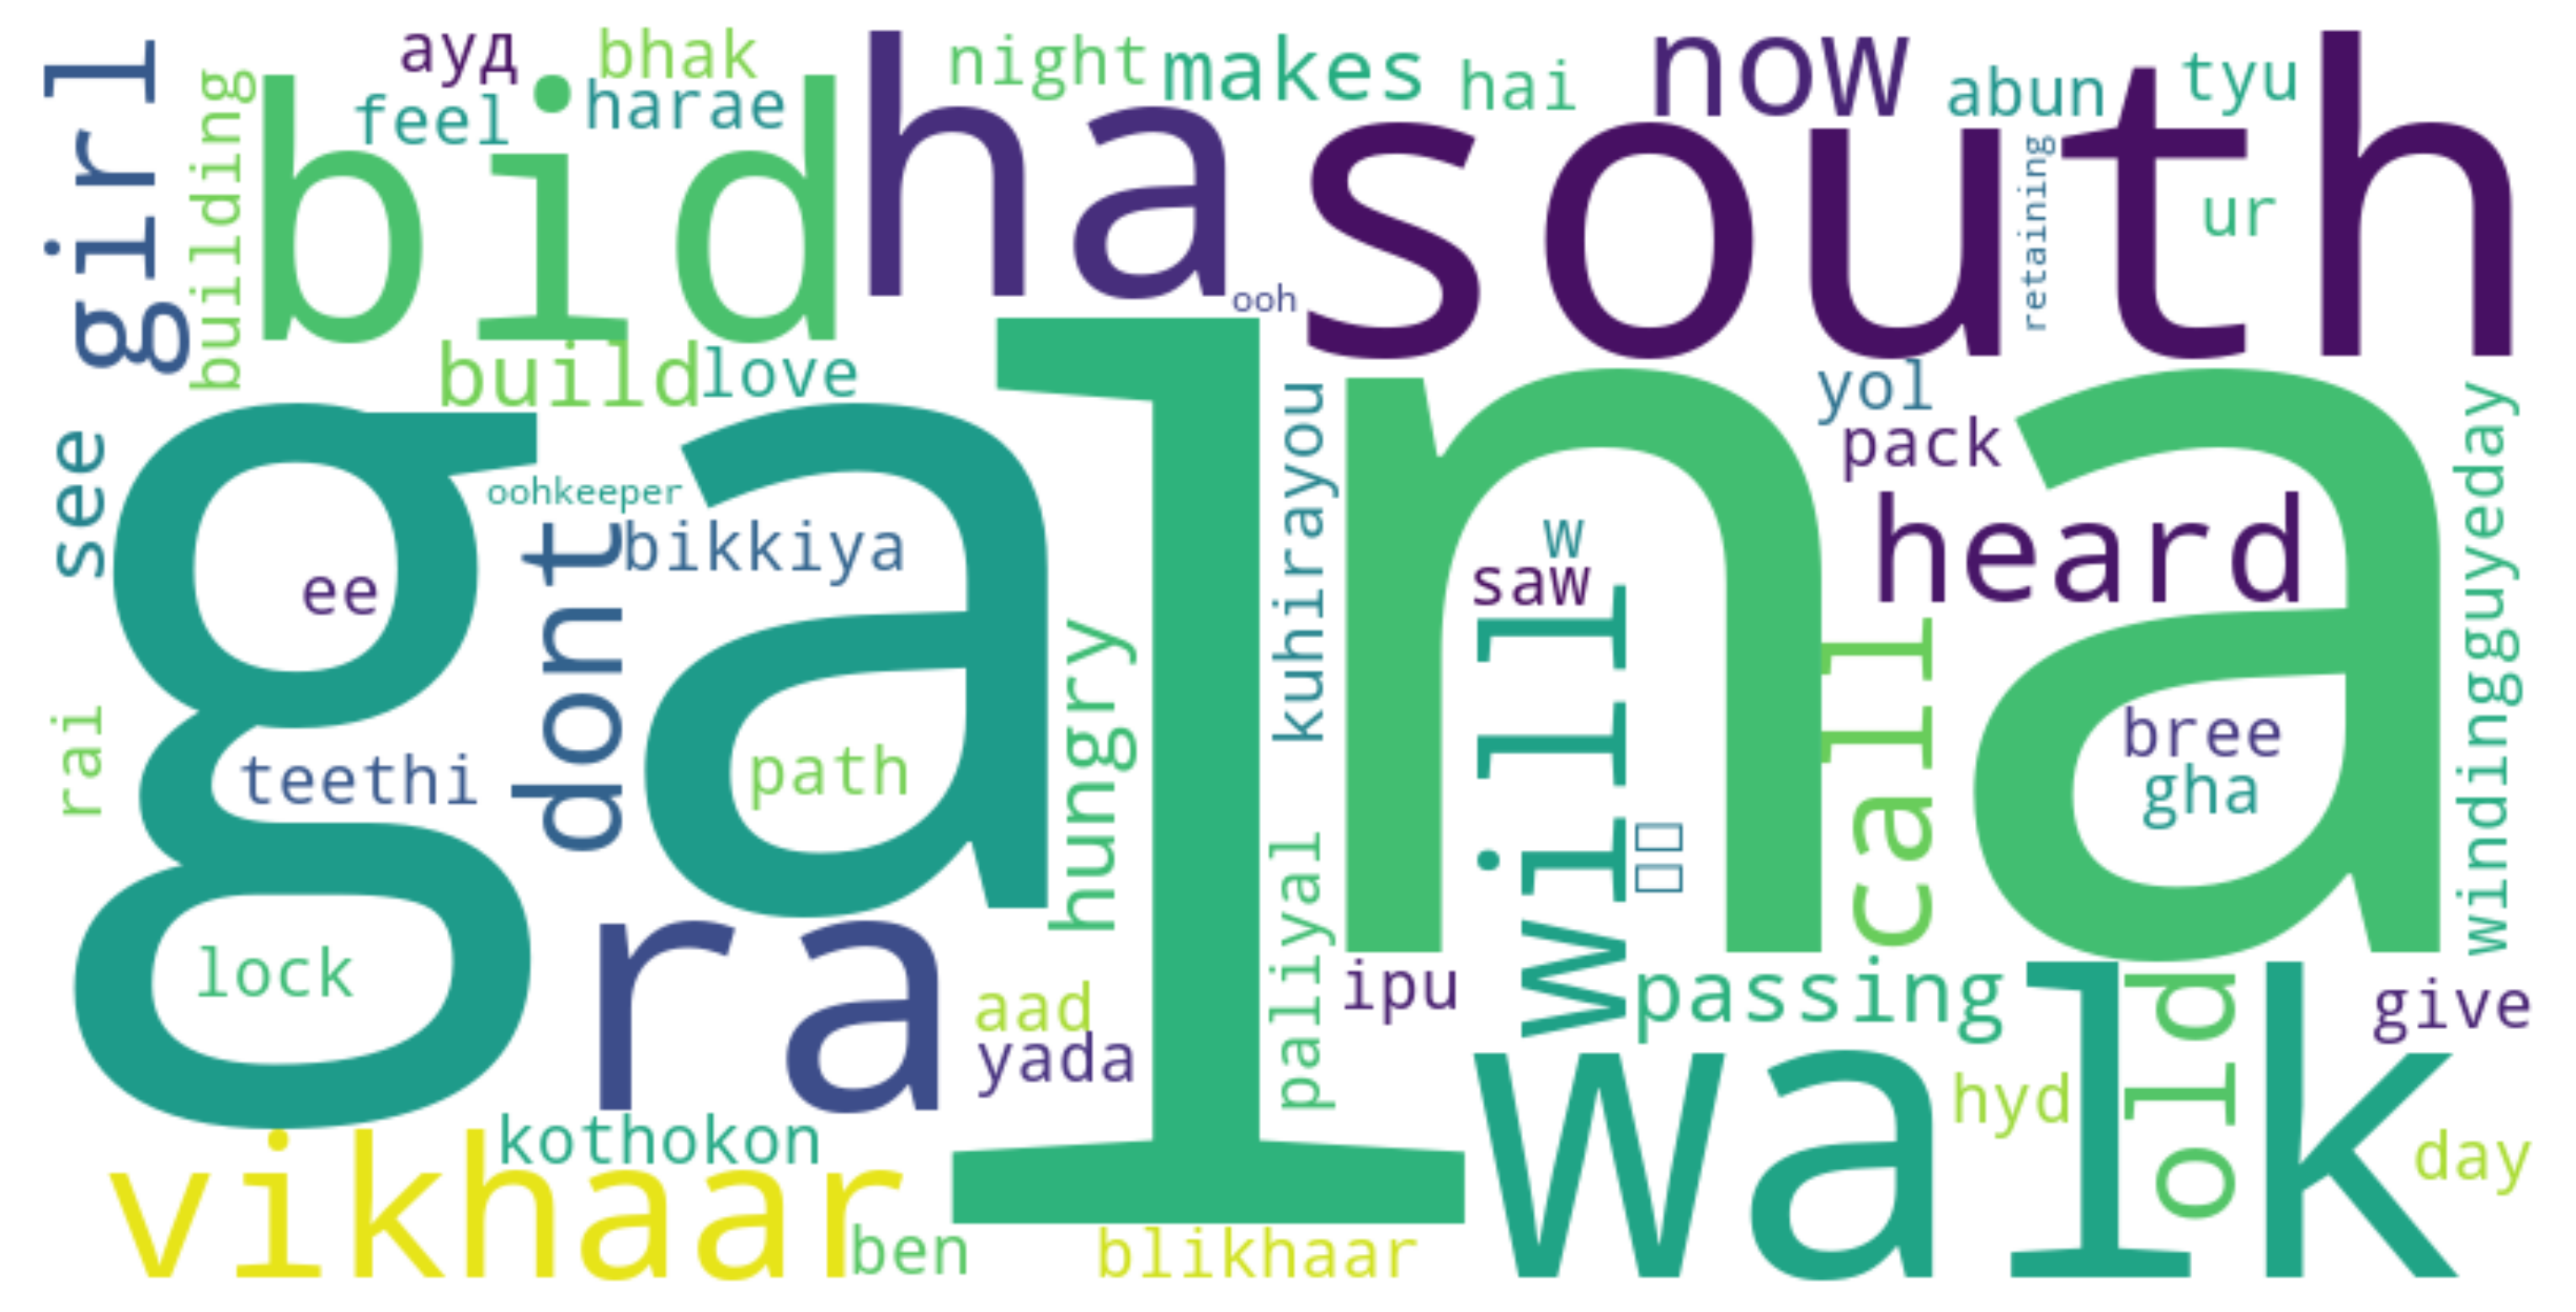 girl
building
ауд
bhak
feel
harae
bid
ha
night
makes
hai
now
abun
tyu
south
retaining
ur
ooh
build
love
see
ga
l
na
oohkeeper
dont
bikkiya
ee
kuhirayou
yol
pack
heard
w
saw
will
call
windingguyeday
hungry
rai
teethi
path
bree
gha
lock
ra
aad
yada
paliyal
ipu
passing
old
give
walk
hyd
day
kothokon
vikhaar
ben
blikhaar